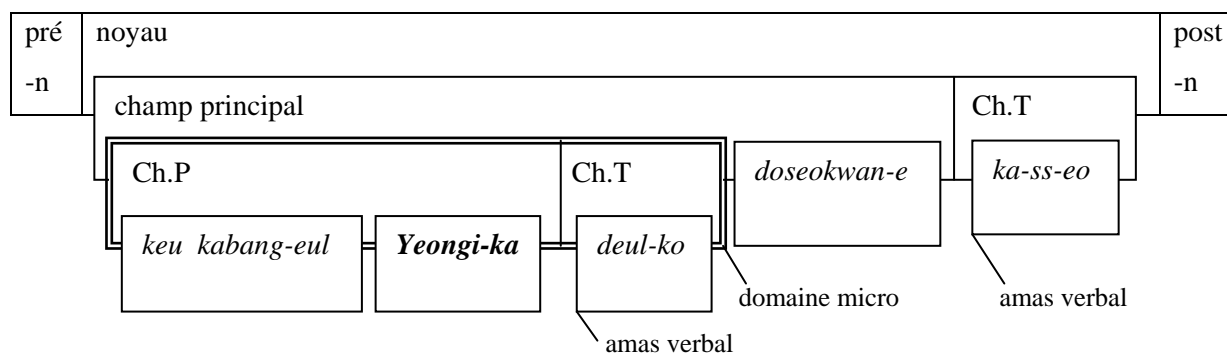 pré noyau post
-n -n
champ principal Ch.T
Ch.P Ch.T doseokwan-e ka-ss-eo
keu kabang-eul Yeongi-ka deul-ko
domaine micro amas verbal
amas verbal